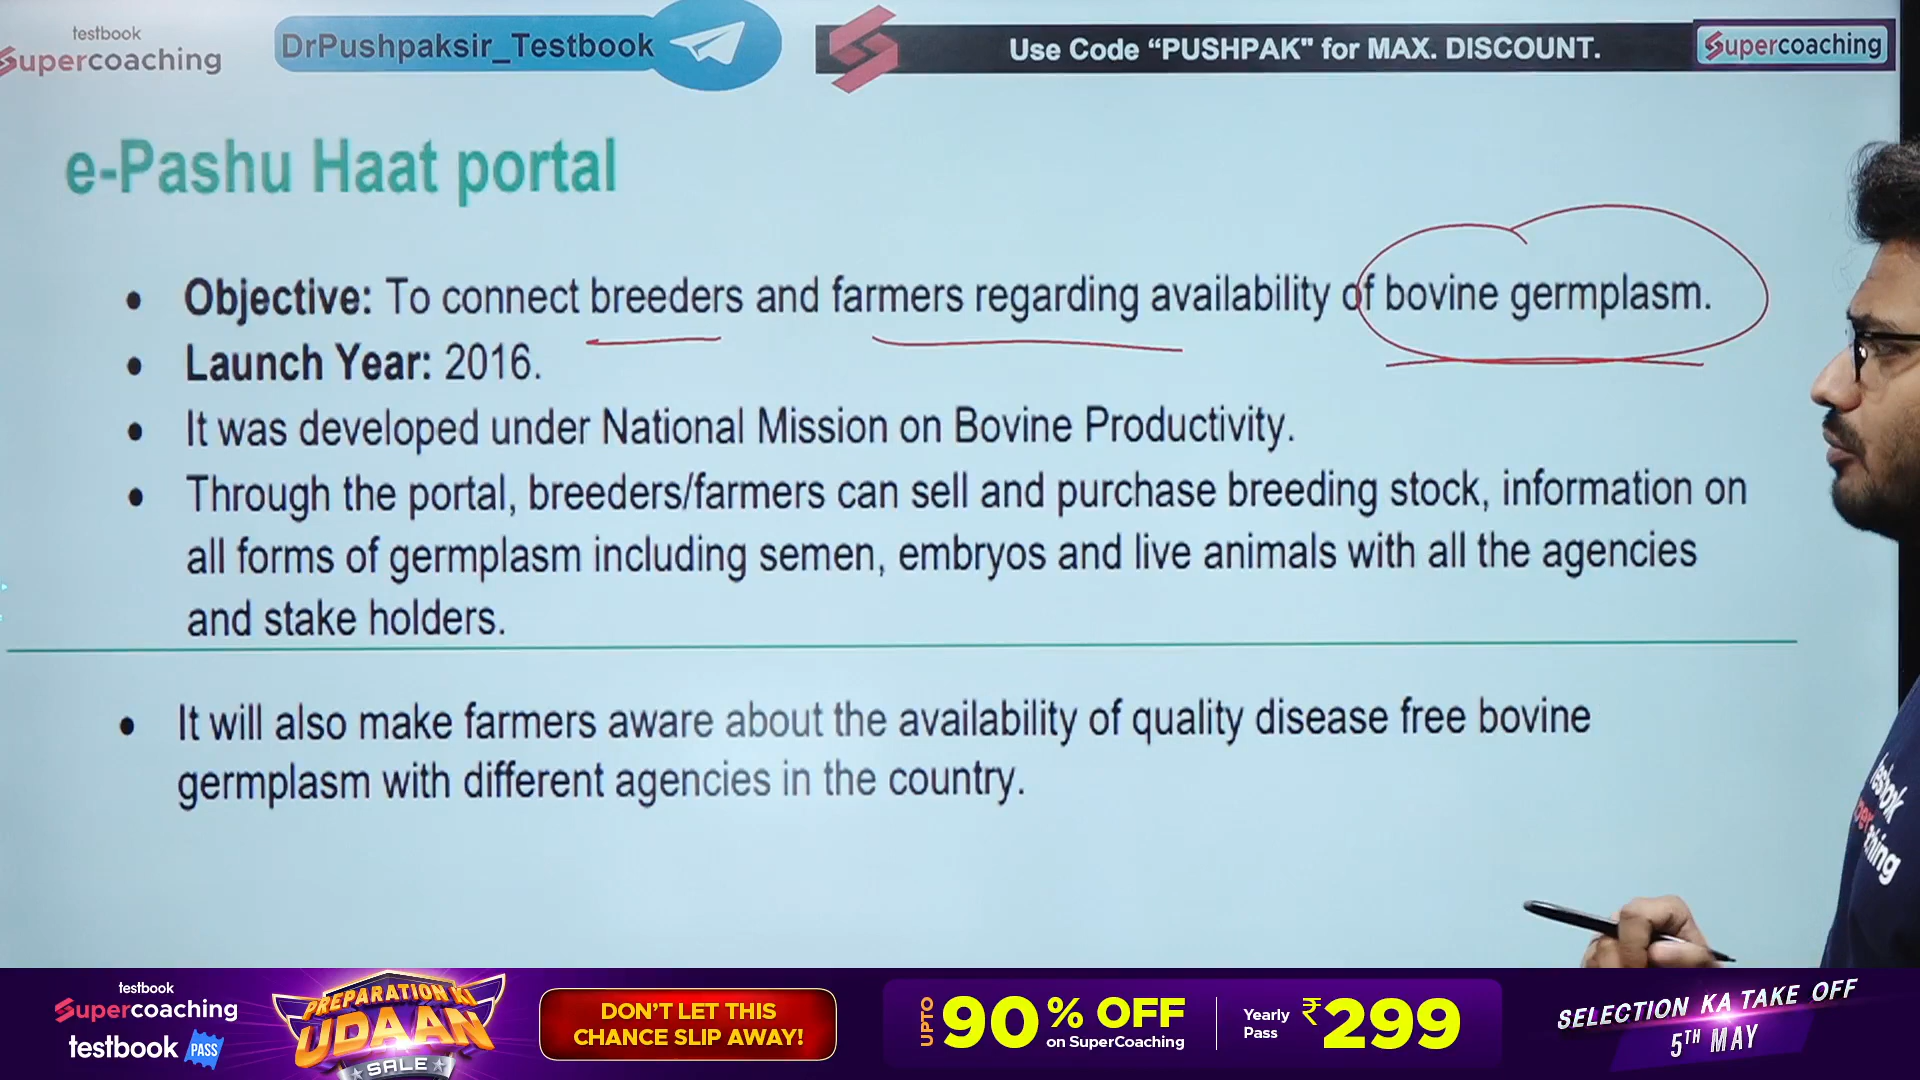 testbook
Supercoaching
DrPushpaksir_Testbook
Use Code “PUSHPAK" for MAX. DISCOUNT.
Supercoaching
e-Pashu Haat portal
• Objective: To connect breeders and farmers regarding availability of bovine germplasm.
• Launch Year: 2016.
• It was developed under National Mission on Bovine Productivity.
• Through the portal, breeders/farmers can sell and purchase breeding stock, information on
all forms of germplasm including semen, embryos and live animals with all the agencies
and stake holders.
• It will also make farmers aware about the availability of quality disease free bovine
germplasm with different agencies in the country.
testbook
testbook
Supercoaching
testbook PASS
PREPARATION KI
UDAAN
SALE
DON'T LET THIS
CHANCE SLIP AWAY!
UPTO 90% OFF
on SuperCoaching
Yearly
Pass
₹299
SELECTION KA TAKE OFF
5TH MAY